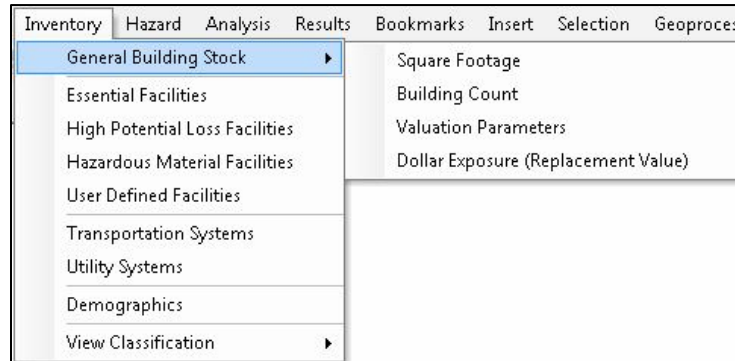 Inventory Hazard Analysis Results Bookmarks Insert Selection Geoproces
General Building Stock
Square Footage
Building Count
Valuation Parameters
Dollar Exposure (Replacement Value)
Essential Facilities
High Potential Loss Facilities
Hazardous Material Facilities
User Defined Facilities
Transportation Systems
Utility Systems
Demographics
View Classification